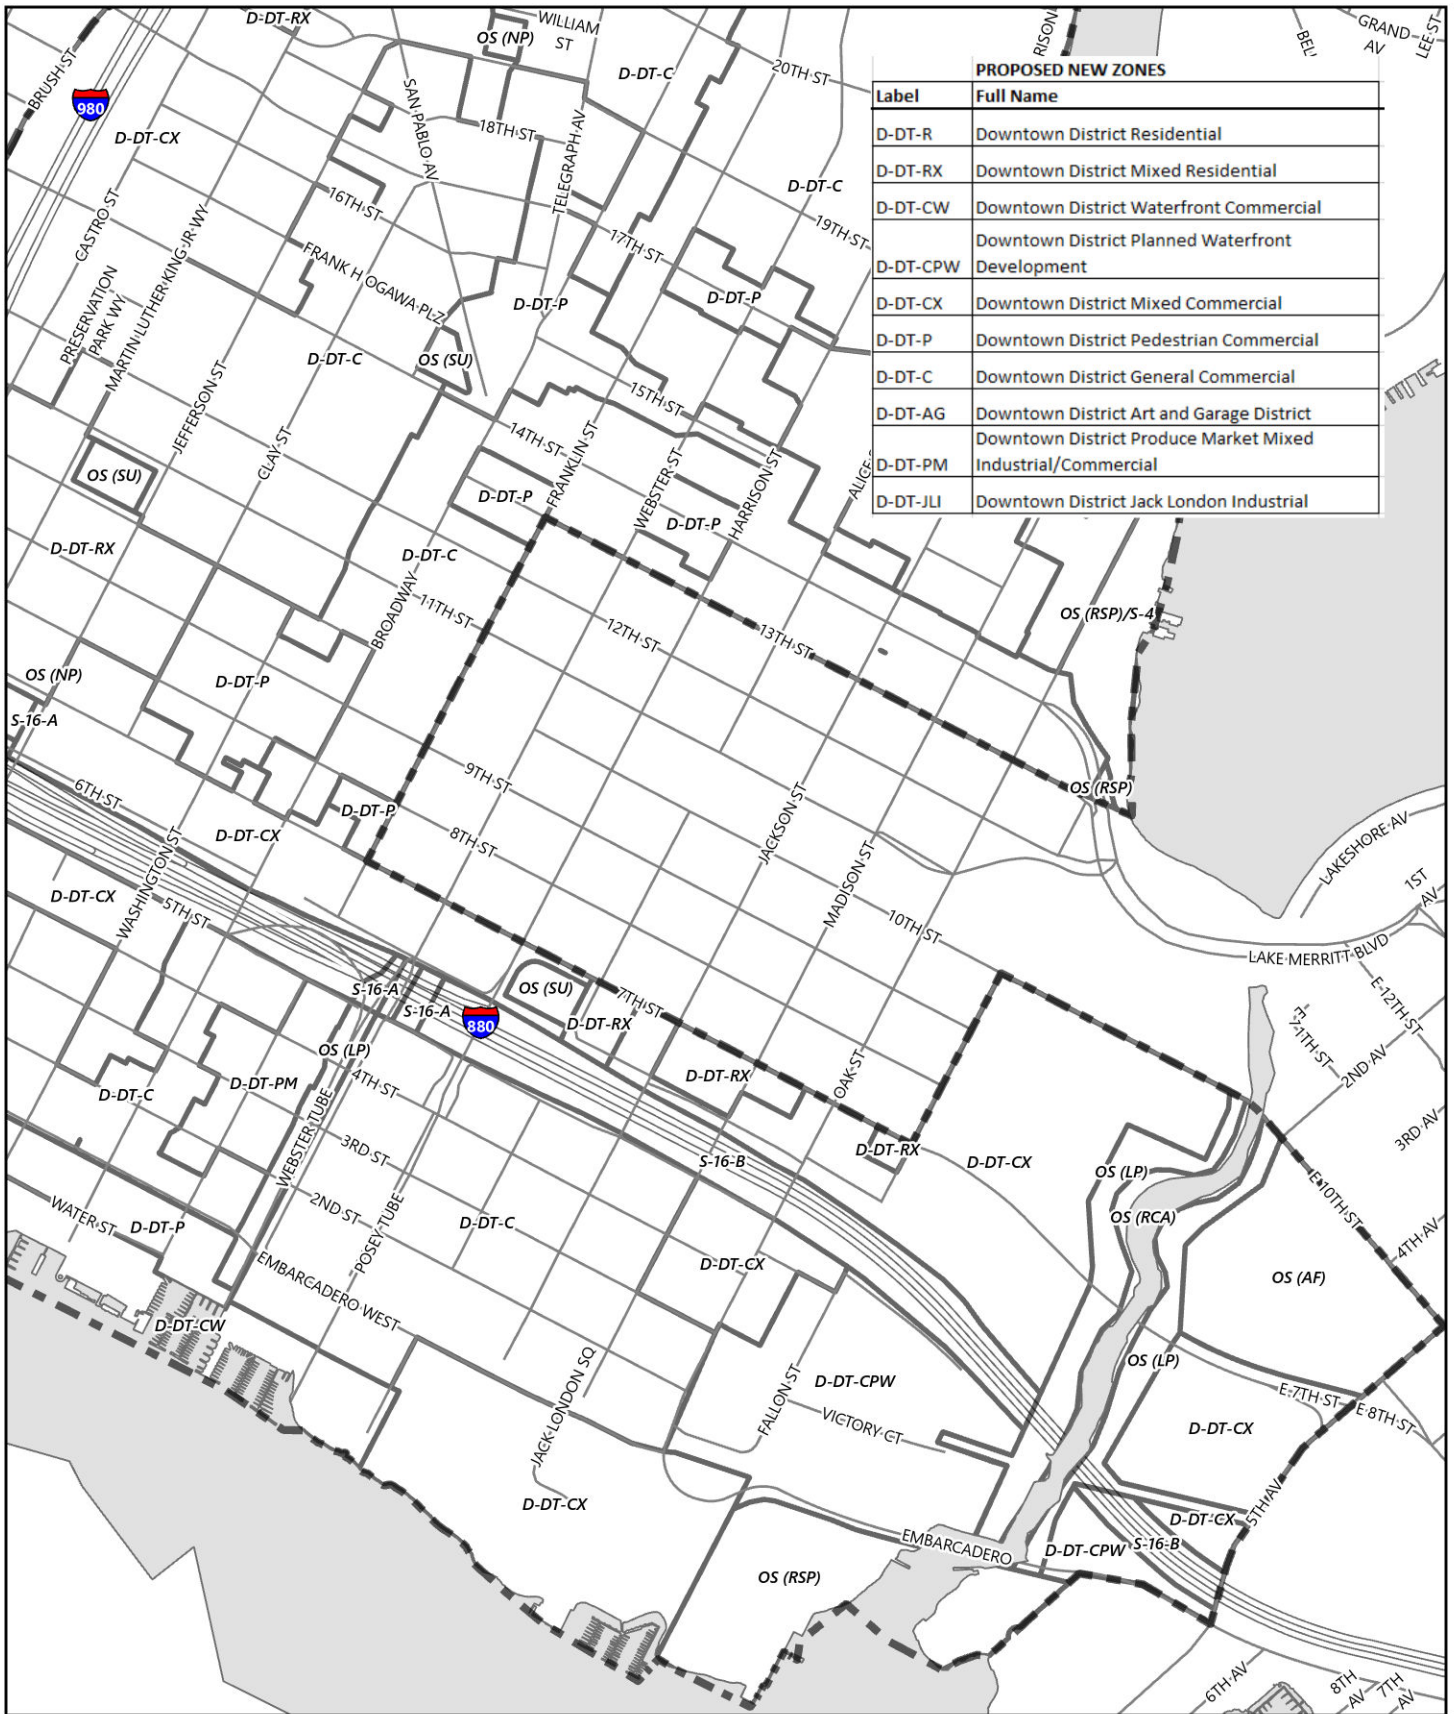 D-DT-RX
WILLIAM
ST
OS (NP)
RISON
BEL
GRAND
AV
LEE ST
BRUSH ST
980
D-DT-CX
SAN PABLO AV
18TH ST
TELEGRAPH AV
D-DT-C
20TH ST
D-DT-C
19TH ST
PROPOSED NEW ZONES
Label Full Name
D-DT-R Downtown District Residential
D-DT-RX Downtown District Mixed Residential
D-DT-CW Downtown District Waterfront Commercial
Downtown District Planned Waterfront
D-DT-CPW Development
D-DT-CX Downtown District Mixed Commercial
D-DT-P Downtown District Pedestrian Commercial
D-DT-C Downtown District General Commercial
D-DT-AG Downtown District Art and Garage District
Downtown District Produce Market Mixed
D-DT-PM Industrial/Commercial
D-DT-JLI Downtown District Jack London Industrial
CASTRO ST
16TH ST
17TH ST
MARTIN LUTHER KING JR WY
FRANK H OGAWA PLZ
PRESERVATION
PARK WY
D-DT-P
D-DT-P
D-DT-C
OS (SU)
JEFFERSON ST
CLAY ST
15TH ST
14TH ST
FRANKLIN ST
WEBSTER ST
HARRISON ST
ALICE S
OS (SU)
D-DT-P
D-DT-P
D-DT-RX
D-DT-C
BROADWAY
11TH ST
12TH ST
13TH ST
OS (RSP)/S-4
OS (NP)
D-DT-P
S-16-A
9TH ST
6TH ST
D-DT-P
OS (RSP)
D-DT-CX
8TH ST
JACKSON ST
MADISON ST
LAKESHORE AV
1ST
AV
D-DT-CX
WASHINGTON ST
5TH ST
10TH ST
LAKE MERRITT BLVD
E 12TH ST
S-16-A
S-16-A
OS (SU)
880
7TH ST
D-DT-RX
E 11TH ST
2ND AV
OS (LP)
D-DT-PM
D-DT-C
4TH ST
D-DT-RX
OAK ST
3RD AV
WEBSTER TUBE
3RD ST
D-DT-RX
D-DT-CX
S-16-B
OS (LP)
E 10TH ST
WATER ST
D-DT-P
2ND ST
POSEY TUBE
D-DT-C
OS (RCA)
4TH AV
EMBARCADERO WEST
D-DT-CX
OS (AF)
D-DT-CW
JACK LONDON SQ
FALLON ST
D-DT-CPW
OS (LP)
E 7TH ST
E 8TH ST
VICTORY CT
D-DT-CX
D-DT-CX
5TH AV
D-DT-CX
EMBARCADERO
D-DT-CPW
S-16-B
OS (RSP)
6TH AV
8TH
AV
7TH
AV